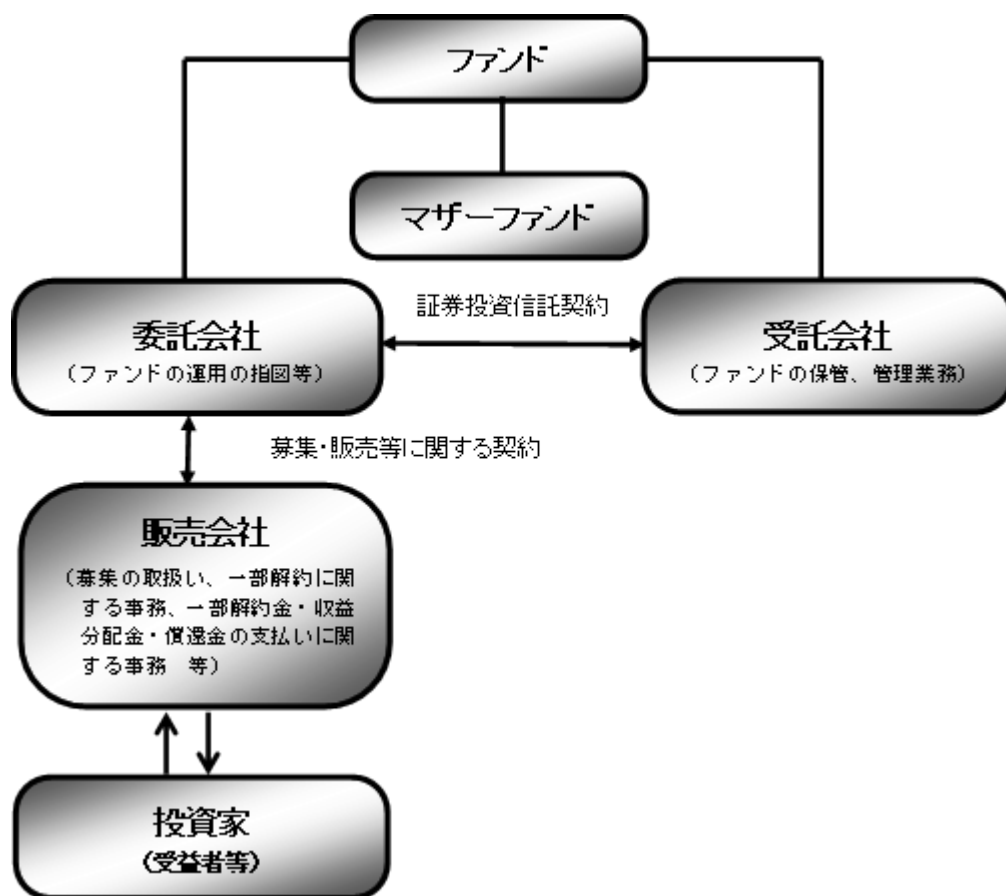 ファンド
マザーファンド
証券投資信託契約
委託会社
（ファンドの運用の指図等）
受託会社
（ファンドの保管、管理業務）
募集・販売等に関する契約
販売会社
（募集の取扱い、一部解約に関
する事務、一部解約金・収益
分配金・償還金の支払いに関
する事務　等）
投資家
（受益者等）